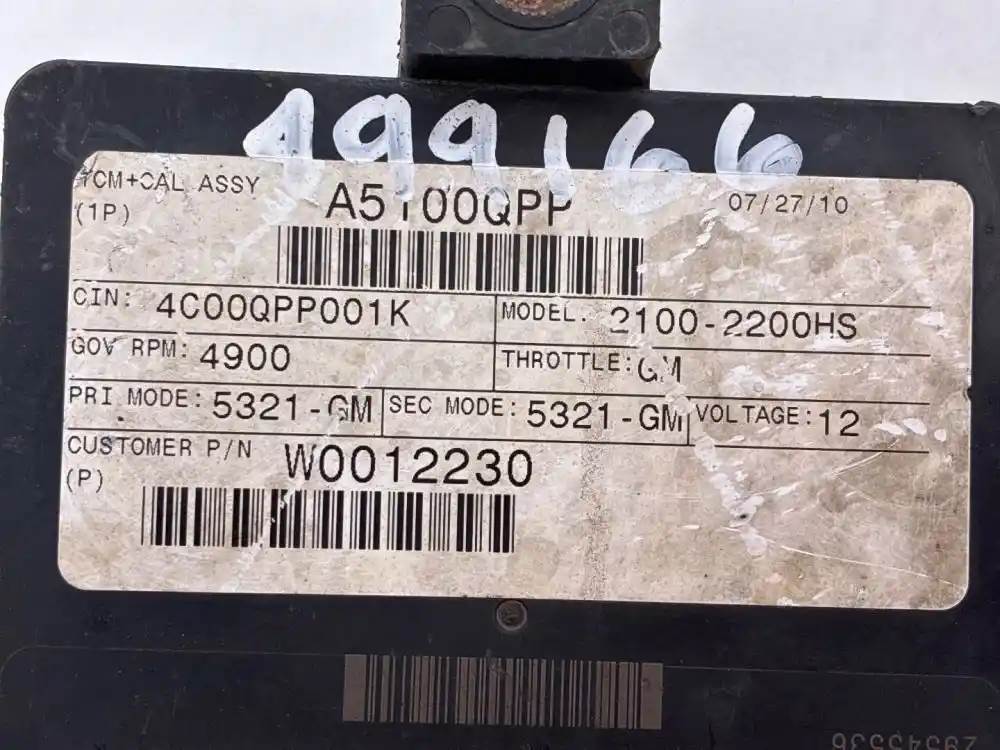 499166
TCM+CAL ASSY
(1P)
A5100QPP
07/27/10
CIN: 4C00QPP001K
MODEL: 2100-2200HS
GOV RPM: 4900
THROTTLE: GM
PRI MODE: 5321-GM
SEC MODE: 5321-GM
VOLTAGE: 12
CUSTOMER P/N
(P)
W0012230